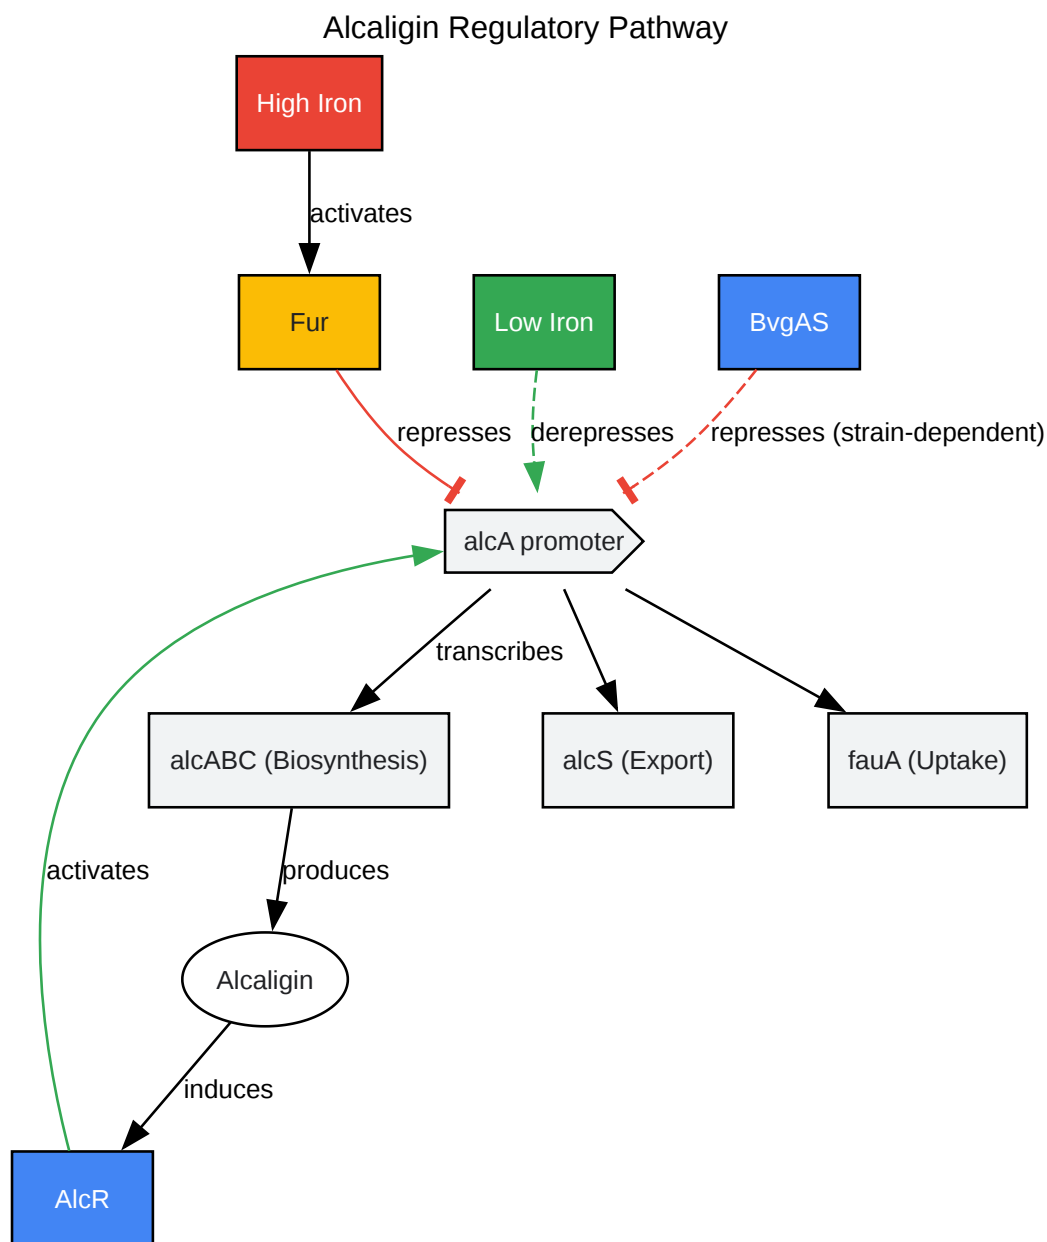 Alcaligin Regulatory Pathway
High Iron
activates
Fur
Low Iron
BvgAS
represses
derepresses
represses (strain-dependent)
alcA promoter
transcribes
alcABC (Biosynthesis)
alcS (Export)
fauA (Uptake)
activates
produces
Alcaligin
induces
AlcR